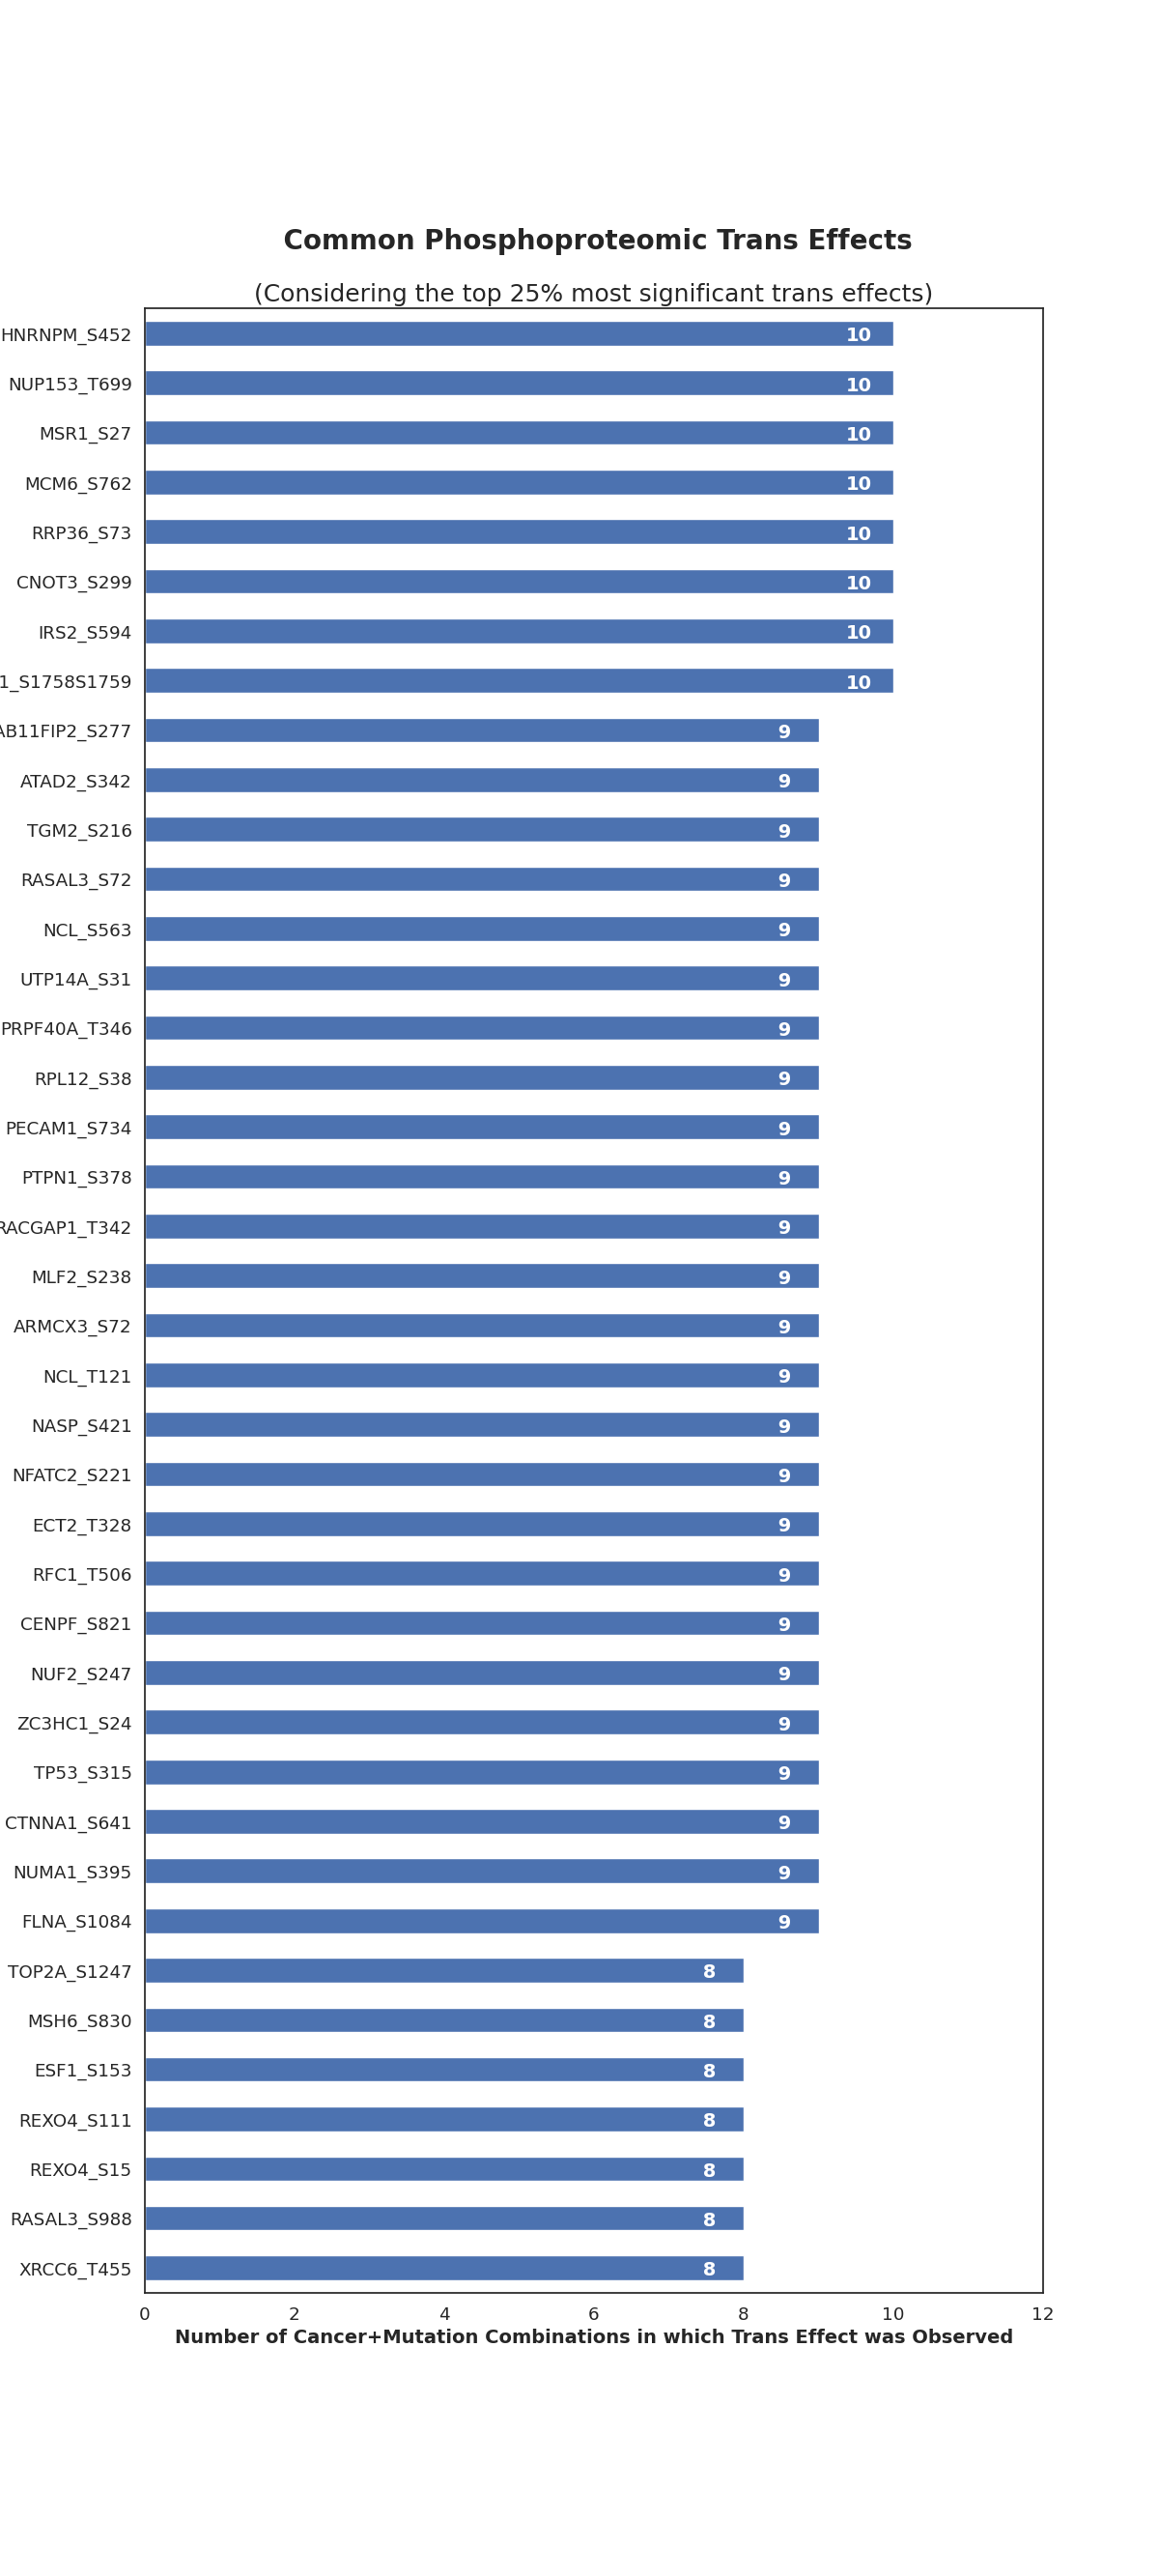 Common Phosphoproteomic Trans Effects
(Considering the top 25% most significant trans effects)
HNRNPM_S452 10
NUP153_T699 10
MSR1_S27 10
MCM6_S762 10
RRP36_S73 10
CNOT3_S299 10
IRS2_S594 10
1_S1758S1759 10
AB11FIP2_S277 9
ATAD2_S342 9
TGM2_S216 9
RASAL3_S72 9
NCL_S563 9
UTP14A_S31 9
PRPF40A_T346 9
RPL12_S38 9
PECAM1_S734 9
PTPN1_S378 9
RACGAP1_T342 9
MLF2_S238 9
ARMCX3_S72 9
NCL_T121 9
NASP_S421 9
NFATC2_S221 9
ECT2_T328 9
RFC1_T506 9
CENPF_S821 9
NUF2_S247 9
ZC3HC1_S24 9
TP53_S315 9
CTNNA1_S641 9
NUMA1_S395 9
FLNA_S1084 9
TOP2A_S1247 8
MSH6_S830 8
ESF1_S153 8
REXO4_S111 8
REXO4_S15 8
RASAL3_S988 8
XRCC6_T455 8
0 2 4 6 8 10 12
Number of Cancer+Mutation Combinations in which Trans Effect was Observed